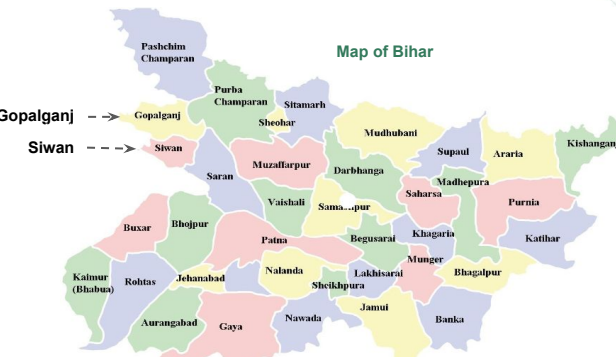 Pashchim
Champaran
Map of Bihar
Purba
Champaran
Sitamarh
Gopalganj
Gopalganj
Sheohar
Mudhubani
Siwan
Siwan
Supaul
Araria
Kishanganj
Muzaffarpur
Darbhanga
Saran
Madhepura
Saharsa
Purnia
Vaishali
Buxar
Bhojpur
Patna
Begusarai
Khagaria
Katihar
Munger
Kaimur
(Bhabua)
Rohtas
Jehanabad
Nalanda
Lakhisarai
Bhagalpur
Sheikhpura
Jamui
Aurangabad
Gaya
Nawada
Banka